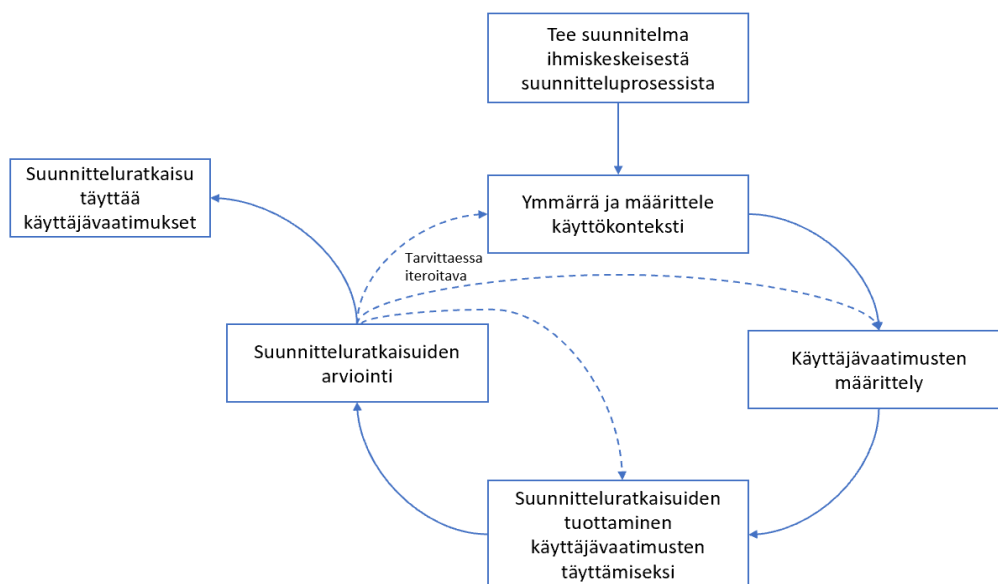 Tee suunnitelma
ihmiskeskeisestä
suunnitteluprosessista
Suunnitteluratkaisu
täyttää
käyttäjävaatimukset
Ymmärrä ja määrittele
käyttökonteksti
Tarvittaessa
iteroitava
Suunnitteluratkaisuiden
arviointi
Käyttäjävaatimusten
määrittely
Suunnitteluratkaisuiden
tuottaminen
käyttäjävaatimusten
täyttämiseksi